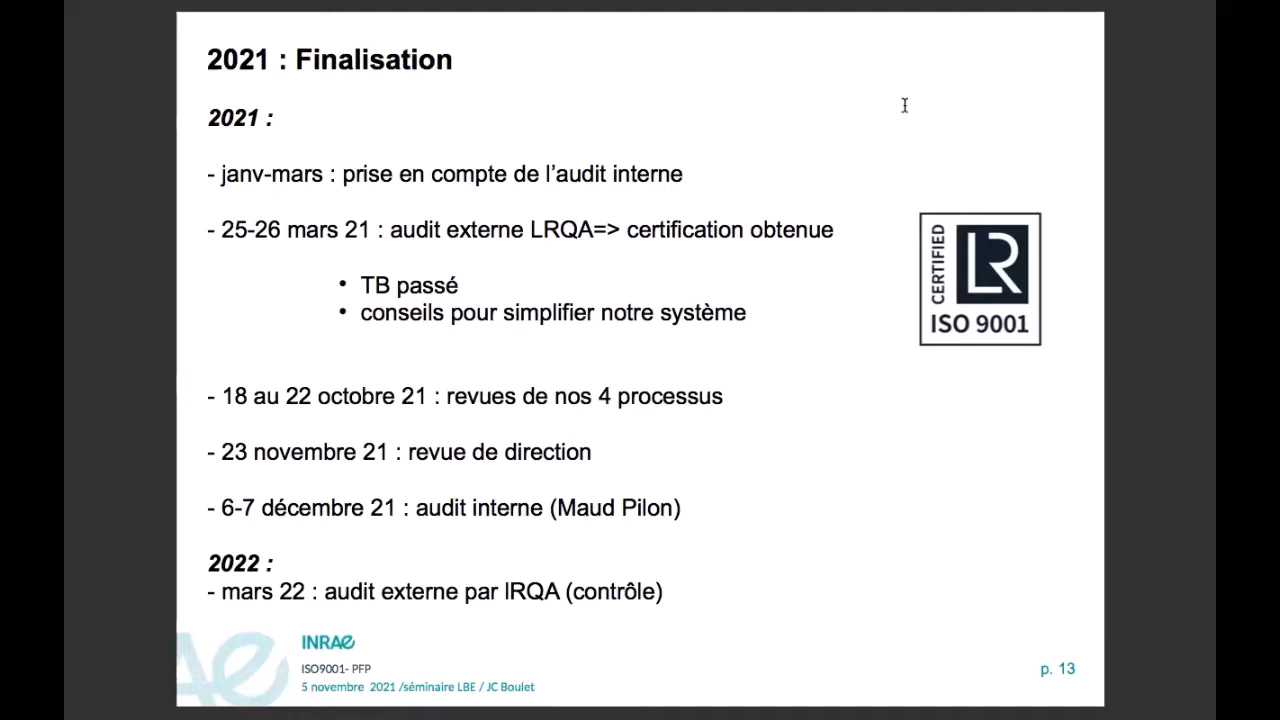 2021 : Finalisation
2021 :
- janv-mars : prise en compte de l’audit interne
- 25-26 mars 21 : audit externe LRQA=> certification obtenue
• TB passé
• conseils pour simplifier notre système
CERTIFIED
LR
ISO 9001
- 18 au 22 octobre 21 : revues de nos 4 processus
- 23 novembre 21 : revue de direction
- 6-7 décembre 21 : audit interne (Maud Pilon)
2022 :
- mars 22 : audit externe par lRQA (contrôle)
INRAE
ISO9001- PFP
5 novembre 2021 /séminaire LBE / JC Boulet
p. 13